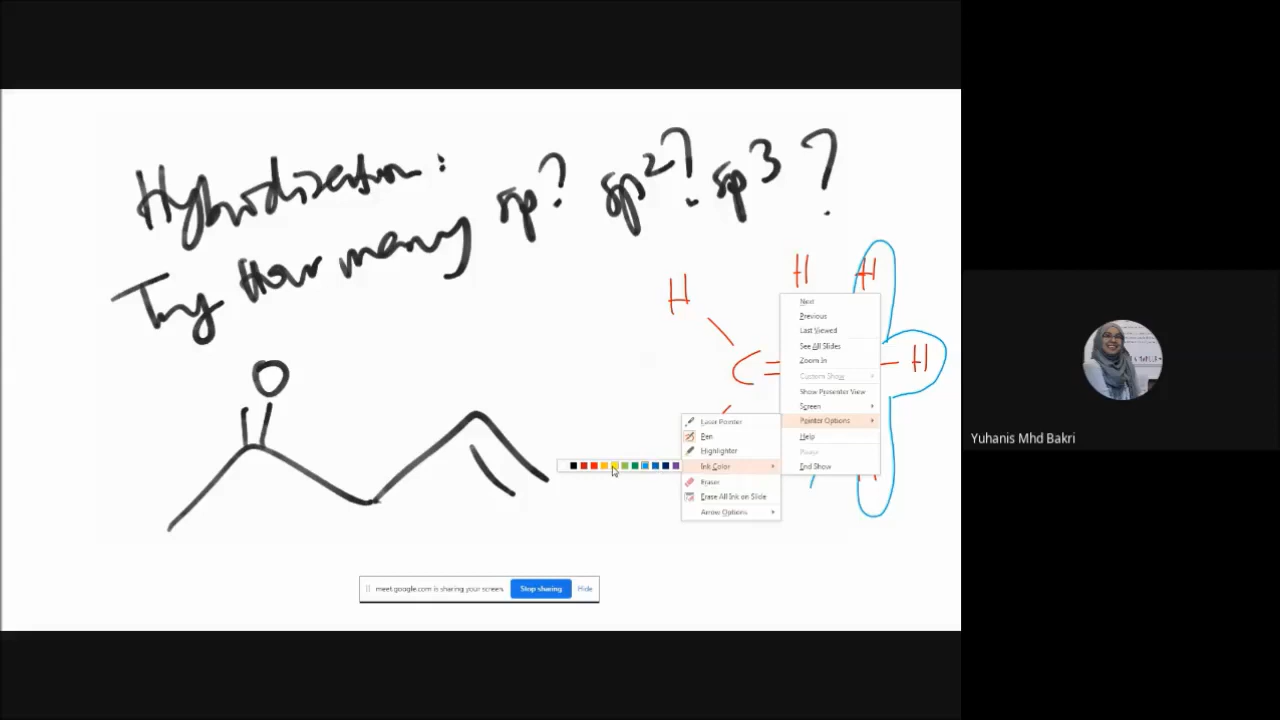 Hybridization: sp? sp2? sp3?
Try How many
O
H
H
H
C =
- H
Next
Previous
Last Viewed
See All Slides
Zoom In
Custom Show
Show Presenter View
Screen
Pointer Options
Help
Pause
End Show
Laser Pointer
Pen
Highlighter
Ink Color
Eraser
Erase All Ink on Slide
Arrow Options
meet.google.com is sharing your screen. Stop sharing Hide
Yuhanis Mhd Bakri